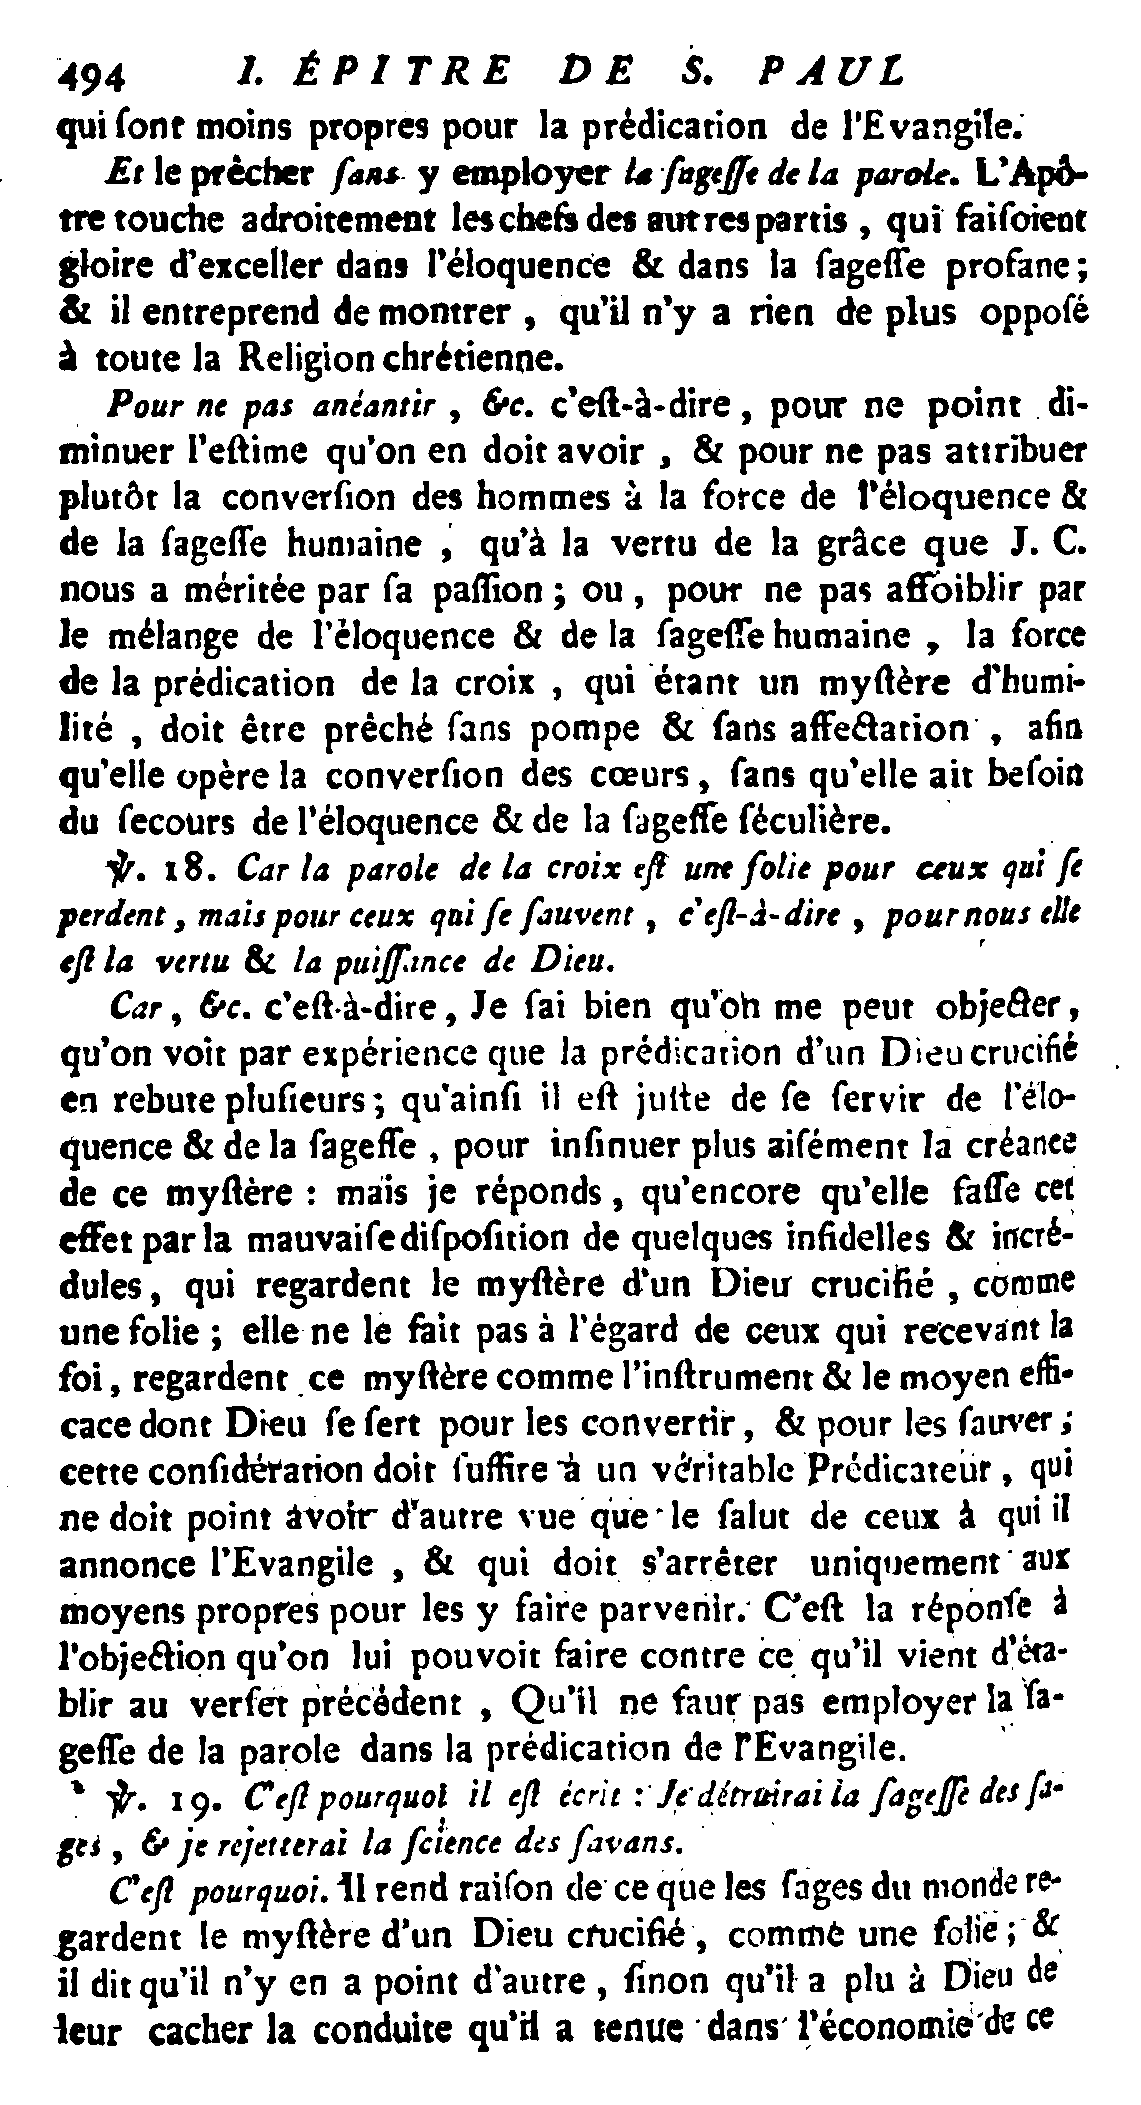 494 I. ÉPITRE DE S. PAUL
qui ſont moins propres pour la prédication de l'Evangile.
Et le prêcher ſans y employer la ſageſſe de la parole. L'Apô-
tre touche adroitement les chefs des autres partis, qui faiſoient
gloire d'exceller dans l'éloquence & dans la ſageſſe profane;
& il entreprend de montrer, qu'il n'y a rien de plus oppoſé
à toute la Religion chrétienne.
Pour ne pas anéantir, &c. c'eſt-à-dire, pour ne point di-
minuer l'eſtime qu'on en doit avoir, & pour ne pas attribuer
plutôt la converſion des hommes à la force de l'éloquence &
de la ſageſſe humaine, qu'à la vertu de la grâce que J. C.
nous a méritée par ſa paſſion; ou, pour ne pas affoiblir par
le mélange de l'éloquence & de la ſageſſe humaine, la force
de la prédication de la croix, qui étant un myſtère d'humi-
lité, doit être prêché ſans pompe & ſans affectation, afin
qu'elle opère la converſion des cœurs, ſans qu'elle ait beſoin
du ſecours de l'éloquence & de la ſageſſe ſéculière.
℣. 18. Car la parole de la croix eſt une folie pour ceux qui ſe
perdent, mais pour ceux qui ſe ſauvent, c'eſt-à-dire, pour nous elle
eſt la vertu & la puiſſance de Dieu.
Car, &c. c'eſt-à-dire, Je ſai bien qu'on me peut objecter,
qu'on voit par expérience que la prédication d'un Dieu crucifié
en rebute pluſieurs; qu'ainſi il eſt juſte de ſe ſervir de l'élo-
quence & de la ſageſſe, pour inſinuer plus aiſément la créance
de ce myſtère : mais je réponds, qu'encore qu'elle faſſe cet
effet par la mauvaiſe diſpoſition de quelques infidelles & incré-
dules, qui regardent le myſtère d'un Dieu crucifié, comme
une folie; elle ne le fait pas à l'égard de ceux qui recevant la
foi, regardent ce myſtère comme l'inſtrument & le moyen effi-
cace dont Dieu ſe ſert pour les convertir, & pour les ſauver;
cette conſidération doit ſuffire à un véritable Prédicateur, qui
ne doit point avoir d'autre vue que le ſalut de ceux à qui il
annonce l'Evangile, & qui doit s'arrêter uniquement aux
moyens propres pour les y faire parvenir. C'eſt la réponſe à
l'objection qu'on lui pouvoit faire contre ce qu'il vient d'éta-
blir au verſet précédent, Qu'il ne faut pas employer la ſa-
geſſe de la parole dans la prédication de l'Evangile.
℣. 19. C'eſt pourquoi il eſt écrit : Je détruirai la ſageſſe des ſa-
ges, & je rejetterai la ſcience des ſavans.
C'eſt pourquoi. Il rend raiſon de ce que les ſages du monde re-
gardent le myſtère d'un Dieu crucifié, comme une folie; &
il dit qu'il n'y en a point d'autre, ſinon qu'il a plu à Dieu de
leur cacher la conduite qu'il a tenue dans l'économie de ce